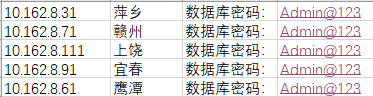 10.162.8.31 萍乡 数据库密码： Admin@123
10.162.8.71 赣州 数据库密码： Admin@123
10.162.8.111 上饶 数据库密码： Admin@123
10.162.8.91 宜春 数据库密码： Admin@123
10.162.8.61 鹰潭 数据库密码： Admin@123